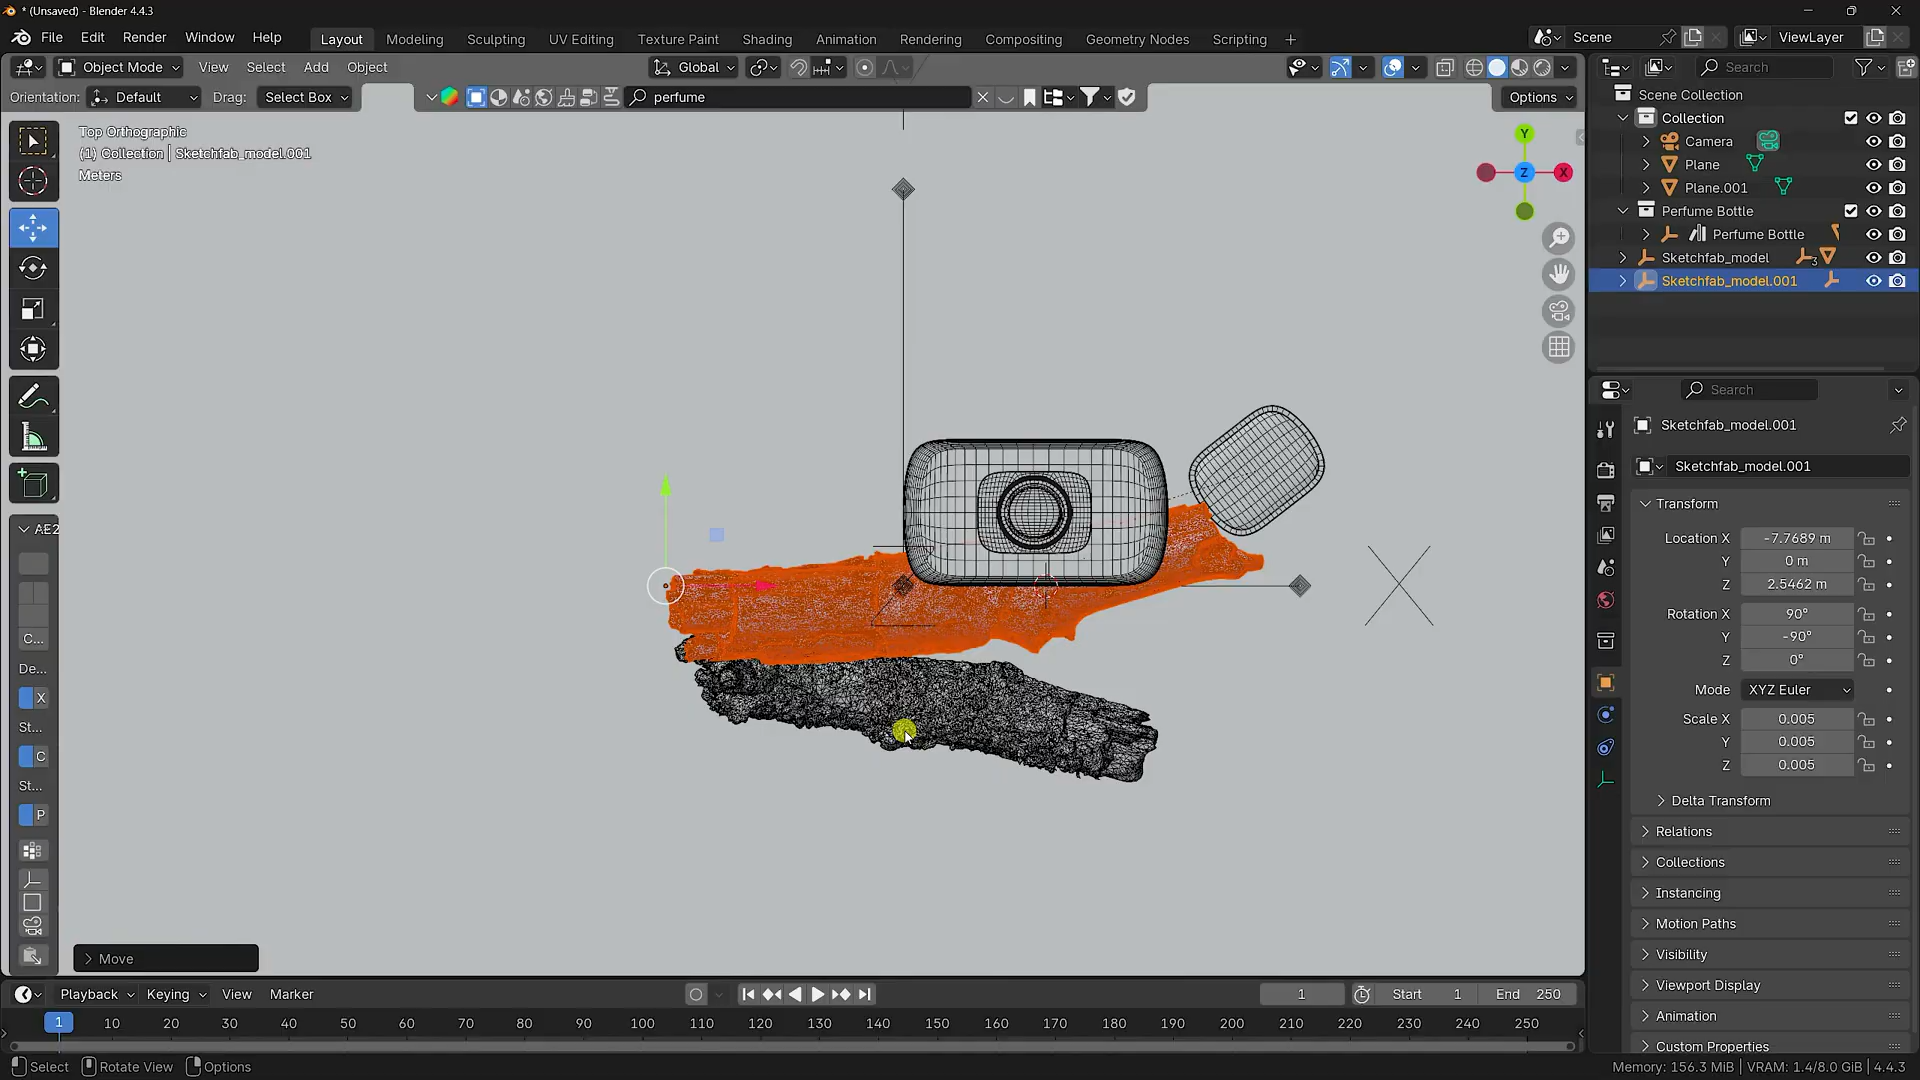 * (Unsaved) - Blender 4.4.3
File Edit Render Window Help
Layout Modeling Sculpting UV Editing Texture Paint Shading Animation Rendering Compositing Geometry Nodes Scripting
Scene
ViewLayer
Object Mode View Select Add Object
Global
Search
Orientation: Default Drag: Select Box
perfume
Options
Top Orthographic
(1) Collection | Sketchfab_model.001
Meters
Y
X
Z
Scene Collection
Collection
Camera
Plane
Plane.001
Perfume Bottle
Perfume Bottle
Sketchfab_model
3
Sketchfab_model.001
AE2
C...
De...
X
St...
C
St...
P
Move
Search
Sketchfab_model.001
Sketchfab_model.001
Transform
Location X -7.7689 m
Y 0 m
Z 2.5462 m
Rotation X 90°
Y -90°
Z 0°
Mode XYZ Euler
Scale X 0.005
Y 0.005
Z 0.005
Delta Transform
Relations
Collections
Instancing
Motion Paths
Visibility
Viewport Display
Animation
Custom Properties
Playback Keying View Marker
1
Start 1 End 250
1 10 20 30 40 50 60 70 80 90 100 110 120 130 140 150 160 170 180 190 200 210 220 230 240 250
Select Rotate View Options
Memory: 156.3 MiB | VRAM: 1.4/8.0 GiB | 4.4.3